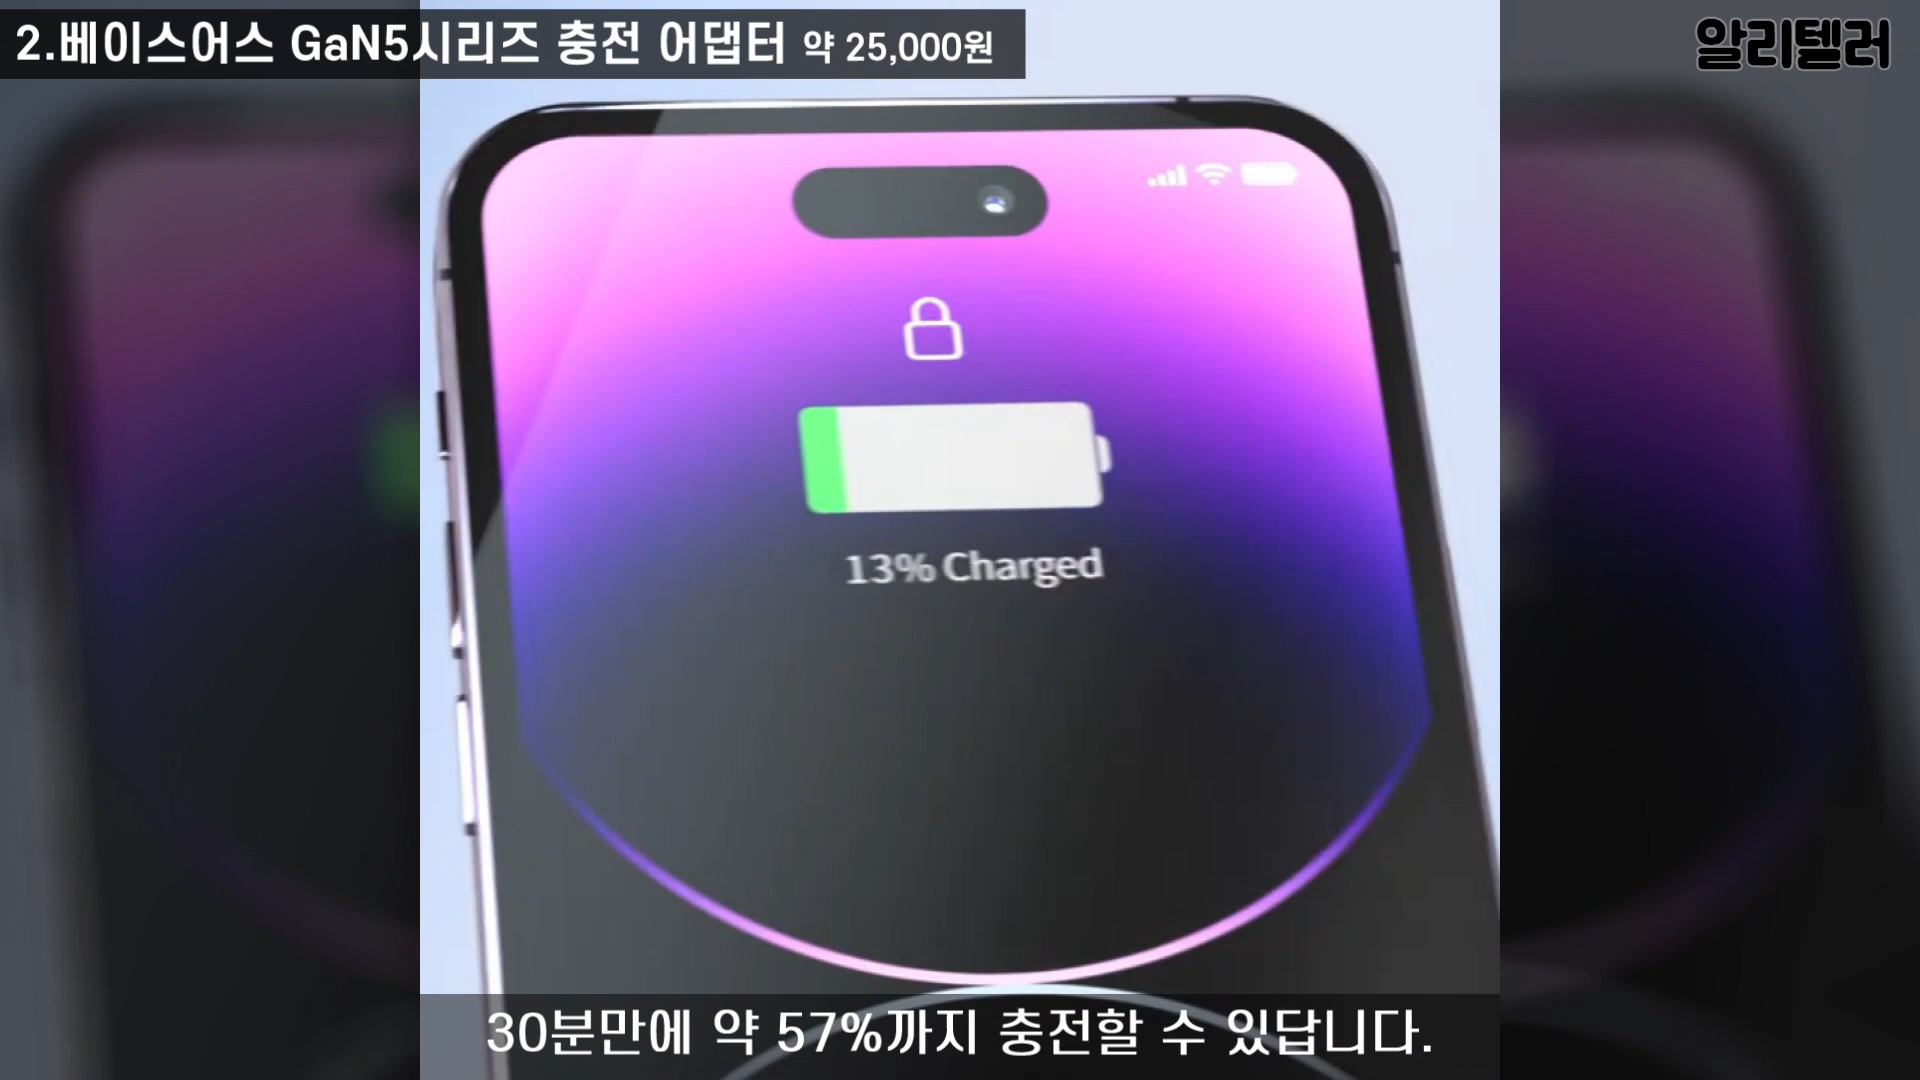 2.베이스어스 GaN5시리즈 충전 어댑터 약 25,000원
알리텔러
13% Charged
30분만에 약 57%까지 충전할 수 있답니다.